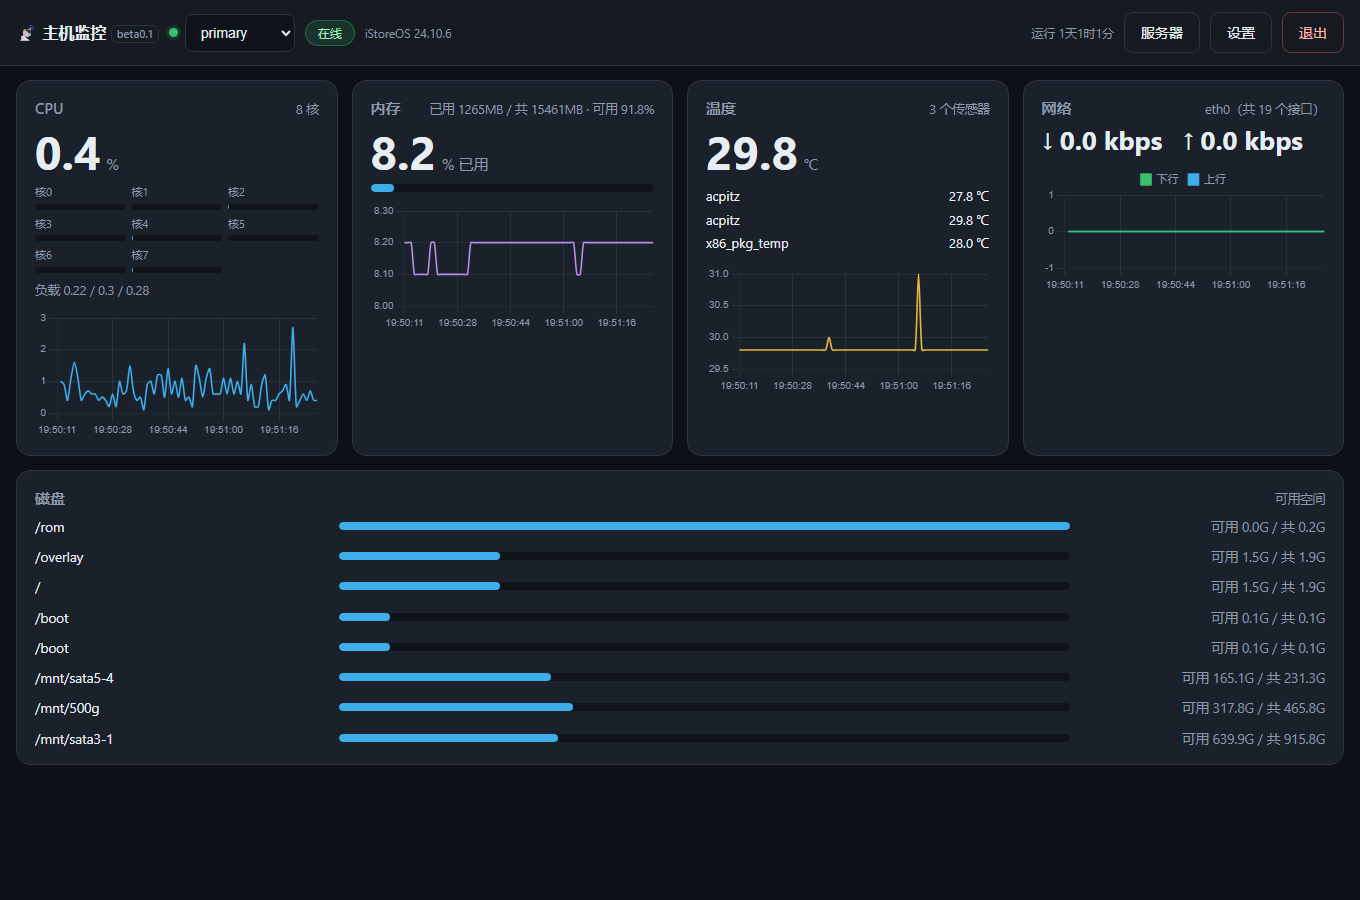 主机监控 beta0.1 primary 在线 iStoreOS 24.10.6 运行 1天1时1分 服务器 设置 退出
CPU 8 核
0.4 %
核0 核1 核2
核3 核4 核5
核6 核7
负载 0.22 / 0.3 / 0.28
3
2
1
0
19:50:11 19:50:28 19:50:44 19:51:00 19:51:16
内存 已用 1265MB / 共 15461MB · 可用 91.8%
8.2 % 已用
8.30
8.20
8.10
8.00
19:50:11 19:50:28 19:50:44 19:51:00 19:51:16
温度 3 个传感器
29.8 ℃
acpitz 27.8 ℃
acpitz 29.8 ℃
x86_pkg_temp 28.0 ℃
31.0
30.5
30.0
29.5
19:50:11 19:50:28 19:50:44 19:51:00 19:51:16
网络 eth0（共 19 个接口）
↓ 0.0 kbps ↑ 0.0 kbps
下行 上行
1
0
-1
19:50:11 19:50:28 19:50:44 19:51:00 19:51:16
磁盘 可用空间
/rom 可用 0.0G / 共 0.2G
/overlay 可用 1.5G / 共 1.9G
/ 可用 1.5G / 共 1.9G
/boot 可用 0.1G / 共 0.1G
/boot 可用 0.1G / 共 0.1G
/mnt/sata5-4 可用 165.1G / 共 231.3G
/mnt/500g 可用 317.8G / 共 465.8G
/mnt/sata3-1 可用 639.9G / 共 915.8G